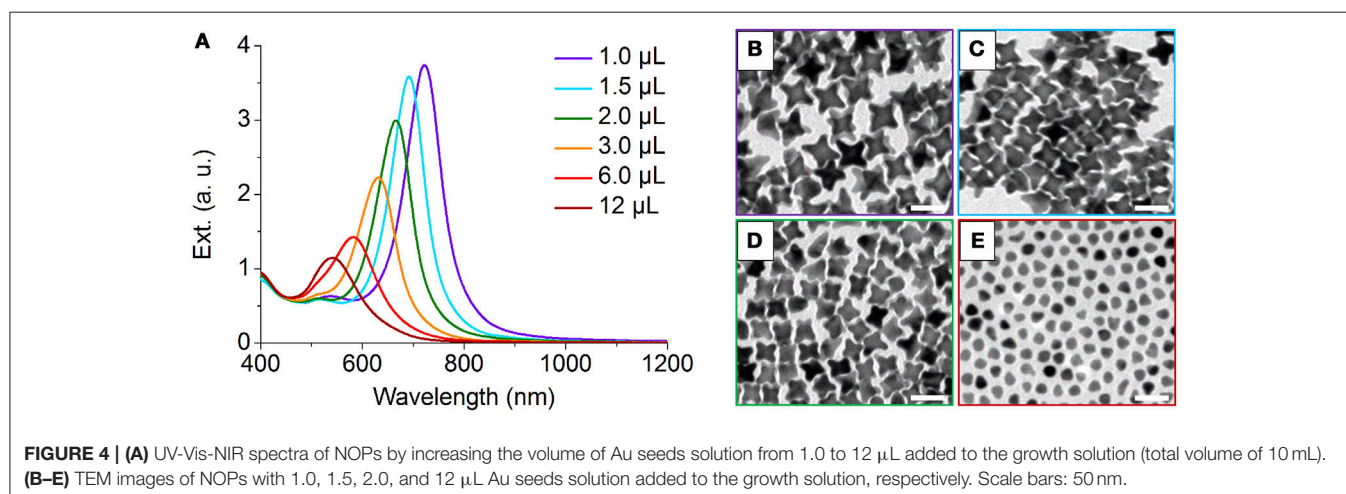 A
4
3
2
1
0
Ext. (a. u.)
400
600
800
1000
1200
Wavelength (nm)
1.0 µL
1.5 µL
2.0 µL
3.0 µL
6.0 µL
12 µL
B
C
D
E
FIGURE 4 | (A) UV-Vis-NIR spectra of NOPs by increasing the volume of Au seeds solution from 1.0 to 12 µL added to the growth solution (total volume of 10 mL).
(B–E) TEM images of NOPs with 1.0, 1.5, 2.0, and 12 µL Au seeds solution added to the growth solution, respectively. Scale bars: 50 nm.